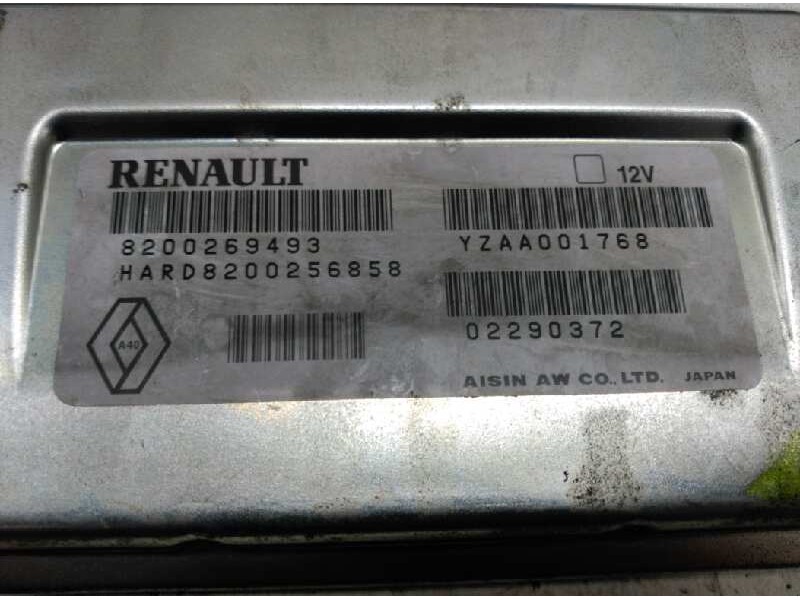 RENAULT
12V
8200269493
YZAA001768
HARD8200256858
02290372
A40
AISIN AW CO., LTD. JAPAN